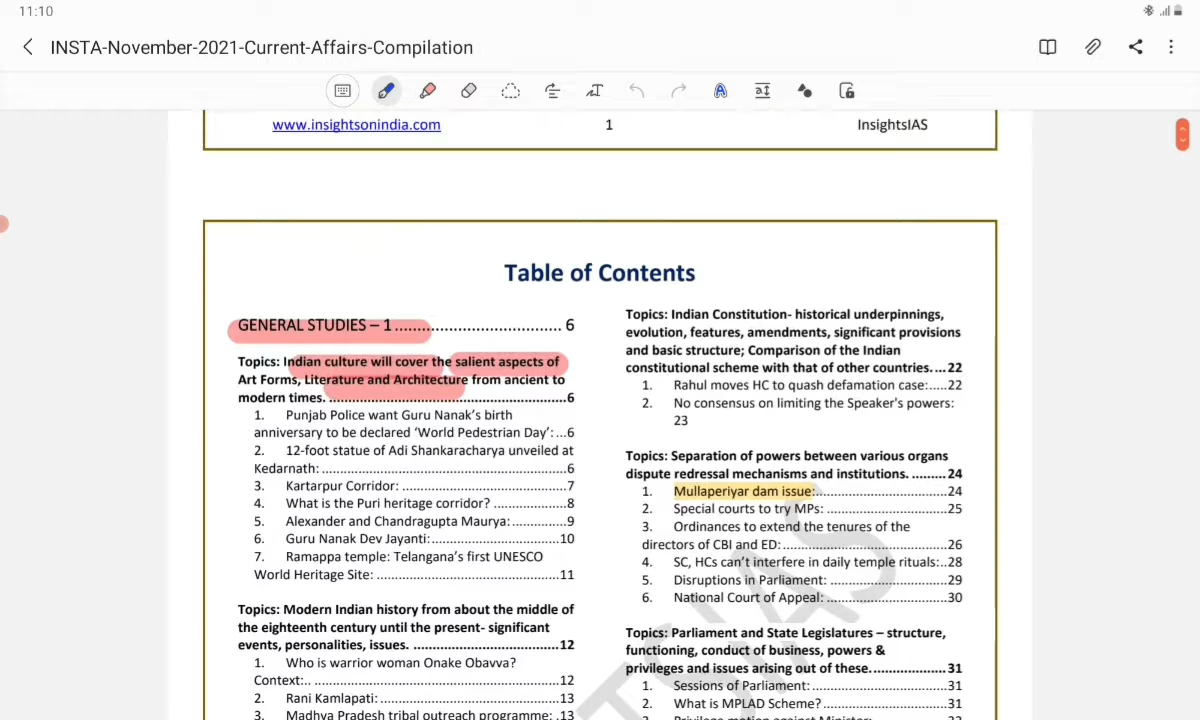 11:10
INSTA-November-2021-Current-Affairs-Compilation
www.insightsonindia.com 1 InsightsIAS
Table of Contents
GENERAL STUDIES – 1 ................................... 6
Topics: Indian culture will cover the salient aspects of
Art Forms, Literature and Architecture from ancient to
modern times. ...................................................6
1. Punjab Police want Guru Nanak’s birth
anniversary to be declared ‘World Pedestrian Day’:...6
2. 12-foot statue of Adi Shankaracharya unveiled at
Kedarnath: ....................................................6
3. Kartarpur Corridor: ...................................7
4. What is the Puri heritage corridor? ................8
5. Alexander and Chandragupta Maurya:.............9
6. Guru Nanak Dev Jayanti:...........................10
7. Ramappa temple: Telangana’s first UNESCO
World Heritage Site: ......................................11
Topics: Modern Indian history from about the middle of
the eighteenth century until the present- significant
events, personalities, issues. ...............................12
1. Who is warrior woman Onake Obavva?
Context:.. ..................................................12
2. Rani Kamlapati: ......................................13
3. Madhya Pradesh tribal outreach programme: .13
Topics: Indian Constitution- historical underpinnings,
evolution, features, amendments, significant provisions
and basic structure; Comparison of the Indian
constitutional scheme with that of other countries. ...22
1. Rahul moves HC to quash defamation case:.....22
2. No consensus on limiting the Speaker's powers:
23
Topics: Separation of powers between various organs
dispute redressal mechanisms and institutions. .........24
1. Mullaperiyar dam issue:............................24
2. Special courts to try MPs: .........................25
3. Ordinances to extend the tenures of the
directors of CBI and ED:..................................26
4. SC, HCs can’t interfere in daily temple rituals:..28
5. Disruptions in Parliament: .........................29
6. National Court of Appeal: .........................30
Topics: Parliament and State Legislatures – structure,
functioning, conduct of business, powers &
privileges and issues arising out of these.................31
1. Sessions of Parliament:............................31
2. What is MPLAD Scheme?..........................31
3. Privilege motion against Minister: